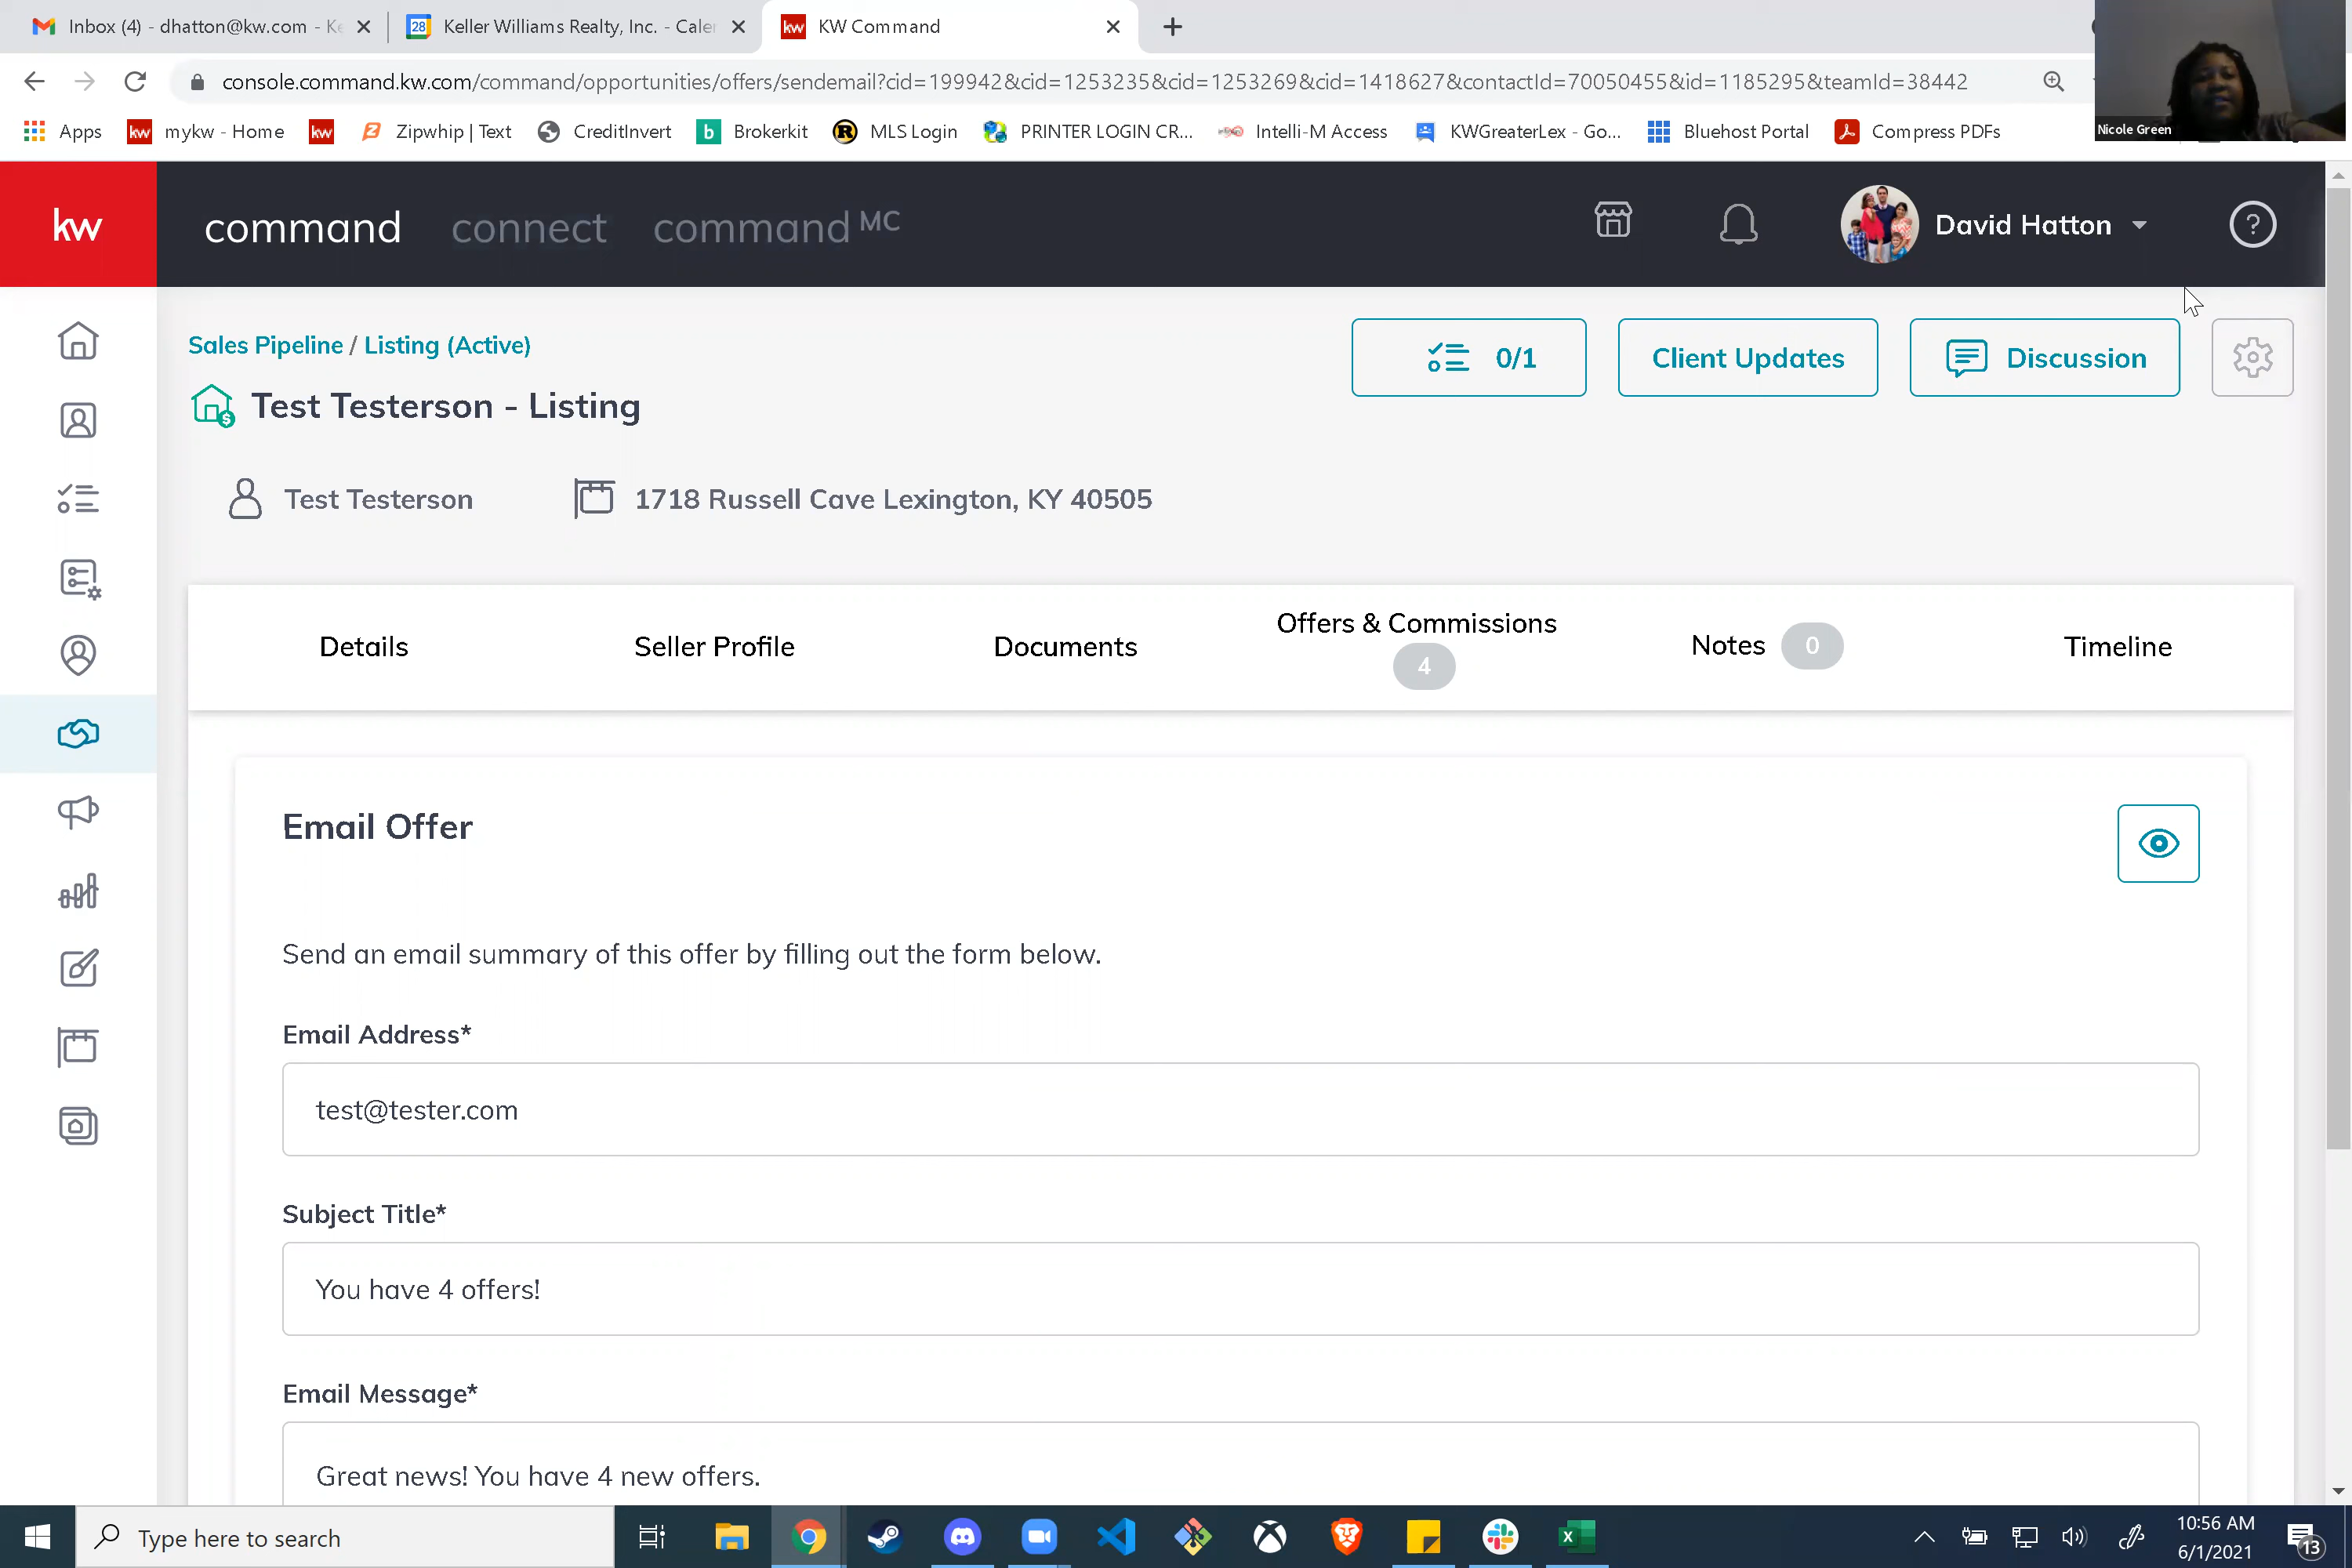 Inbox (4) - dhatton@kw.com - Ke
Keller Williams Realty, Inc. - Caler
kw KW Command
console.command.kw.com/command/opportunities/offers/sendemail?cid=199942&cid=1253235&cid=1253269&cid=1418627&contactId=70050455&id=1185295&teamId=38442
Apps
kw mykw - Home
kw
Zipwhip | Text
CreditInvert
b Brokerkit
R MLS Login
PRINTER LOGIN CR...
Intelli-M Access
KWGreaterLex - Go...
Bluehost Portal
Compress PDFs
Nicole Green
kw
command
connect
command MC
David Hatton
?
Sales Pipeline / Listing (Active)
0/1
Client Updates
Discussion
Test Testerson - Listing
Test Testerson
1718 Russell Cave Lexington, KY 40505
Details
Seller Profile
Documents
Offers & Commissions
4
Notes 0
Timeline
Email Offer
Send an email summary of this offer by filling out the form below.
Email Address*
test@tester.com
Subject Title*
You have 4 offers!
Email Message*
Great news! You have 4 new offers.
Type here to search
10:56 AM
6/1/2021
13